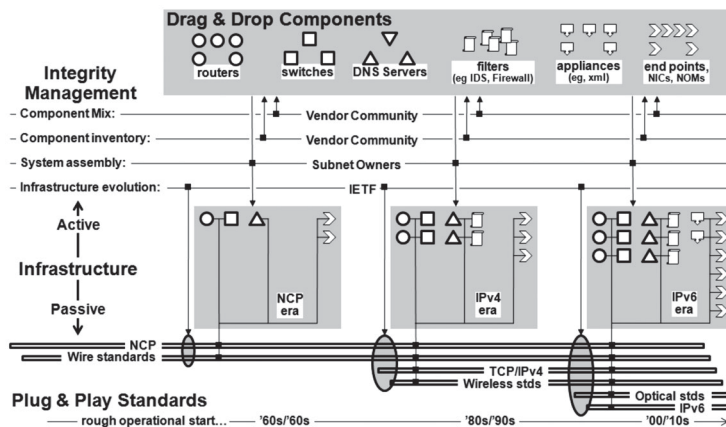 Drag & Drop Components
routers
switches
DNS Servers
filters
(eg IDS, Firewall)
appliances
(eg, xml)
end points,
NICs, NOMs
Integrity
Management
Component Mix:
Vendor Community
Component inventory:
Vendor Community
System assembly:
Subnet Owners
Infrastructure evolution:
IETF
Active
Infrastructure
Passive
NCP
era
IPv4
era
IPv6
era
NCP
Wire standards
TCP/IPv4
Wireless stds
Optical stds
IPv6
Plug & Play Standards
rough operational start… '60s/'60s '80s/'90s '00/'10s